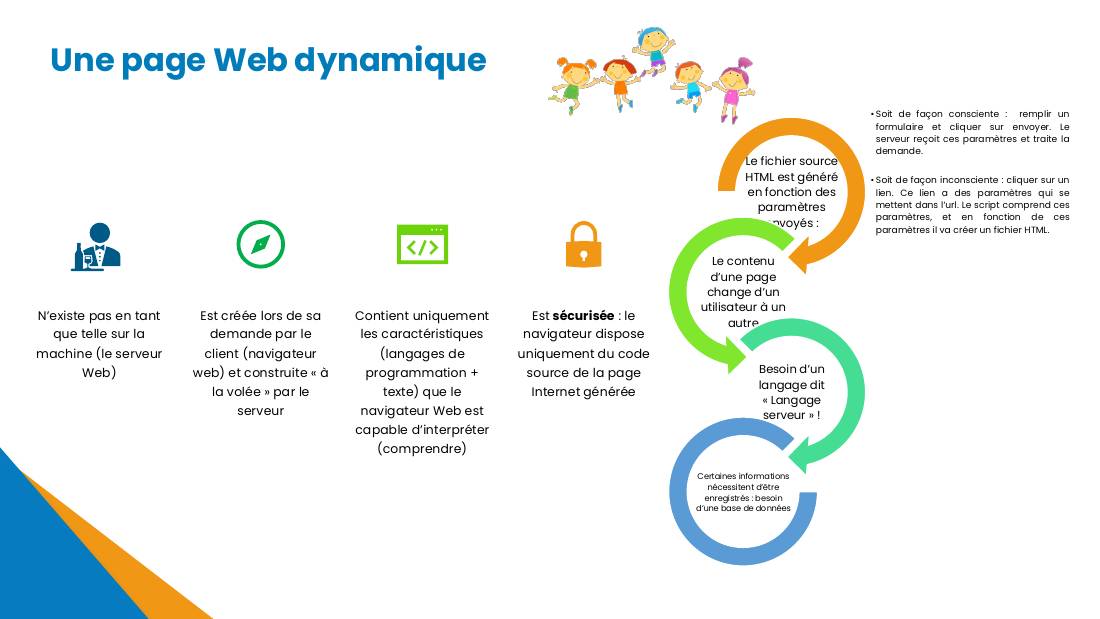 Une page Web dynamique
N'existe pas en tant
que telle sur la
machine (le serveur
Web)
Est créée lors de sa
demande par le
client (navigateur
web) et construite « à
la volée » par le
serveur
Contient uniquement
les caractéristiques
(langages de
programmation +
texte) que le
navigateur Web est
capable d'interpréter
(comprendre)
Est sécurisée : le
navigateur dispose
uniquement du code
source de la page
Internet générée
Le fichier source
HTML est généré
en fonction des
paramètres
envoyés :
•Soit de façon consciente : remplir un
formulaire et cliquer sur envoyer. Le
serveur reçoit ces paramètres et traite la
demande.
•Soit de façon inconsciente : cliquer sur un
lien. Ce lien a des paramètres qui se
mettent dans l'url. Le script comprend ces
paramètres, et en fonction de ces
paramètres il va créer un fichier HTML.
Le contenu
d'une page
change d'un
utilisateur à un
autre
Besoin d'un
langage dit
« Langage
serveur » !
Certaines informations
nécessitent d'être
enregistrés : besoin
d'une base de données